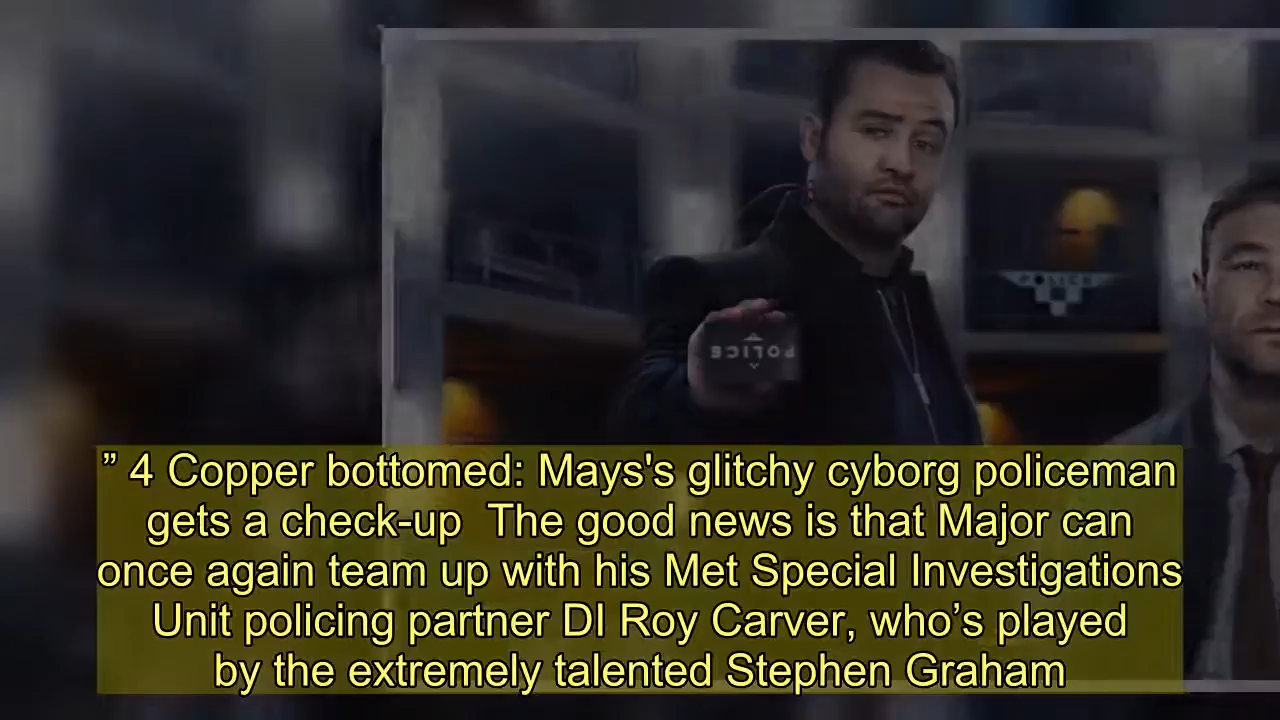 POLICE
POLICE
” 4 Copper bottomed: Mays's glitchy cyborg policeman
gets a check-up  The good news is that Major can
once again team up with his Met Special Investigations
Unit policing partner DI Roy Carver, who’s played
by the extremely talented Stephen Graham